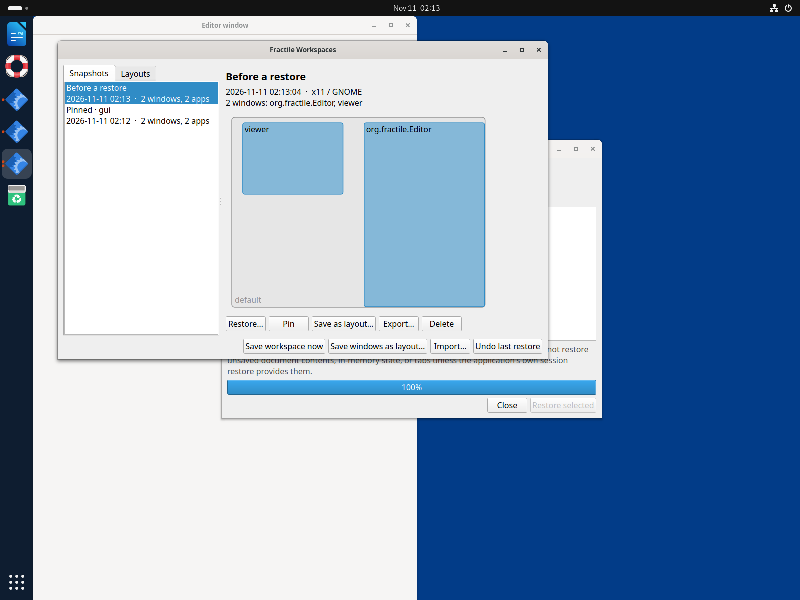 Nov 11 02:13
Editor window
Fractile Workspaces
Snapshots
Layouts
Before a restore
2026-11-11 02:13 · 2 windows, 2 apps
Pinned · gui
2026-11-11 02:12 · 2 windows, 2 apps
Before a restore
2026-11-11 02:13:04 · x11 / GNOME
2 windows: org.fractile.Editor, viewer
viewer
org.fractile.Editor
default
Restore...
Pin
Save as layout...
Export...
Delete
Save workspace now
Save windows as layout...
Import...
Undo last restore
not restore
unsaved document contents, in memory state, or tabs unless the application's own session
restore provides them.
100%
Close
Restore selected